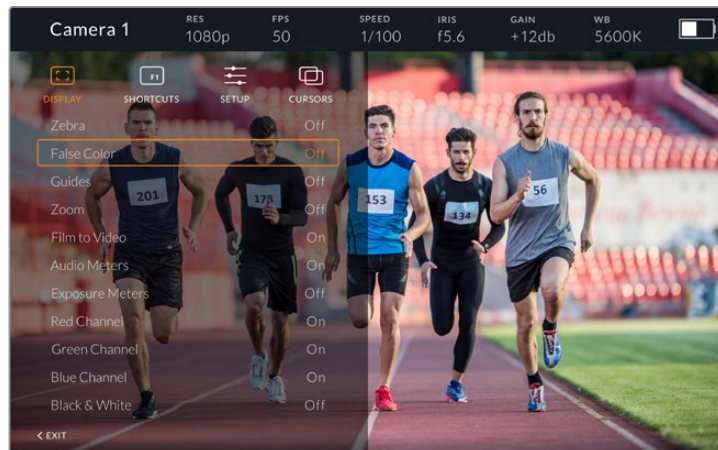 Camera 1
RES
1080p
FPS
50
SPEED
1/100
IRIS
f5.6
GAIN
+12db
WB
5600K
DISPLAY
F1
SHORTCUTS
SETUP
CURSORS
Zebra Off
False Color Off
Guides Off
Zoom Off
Film to Video On
Audio Meters On
Exposure Meters Off
Red Channel On
Green Channel On
Blue Channel On
Black & White Off
< EXIT
201
178
153
134
56